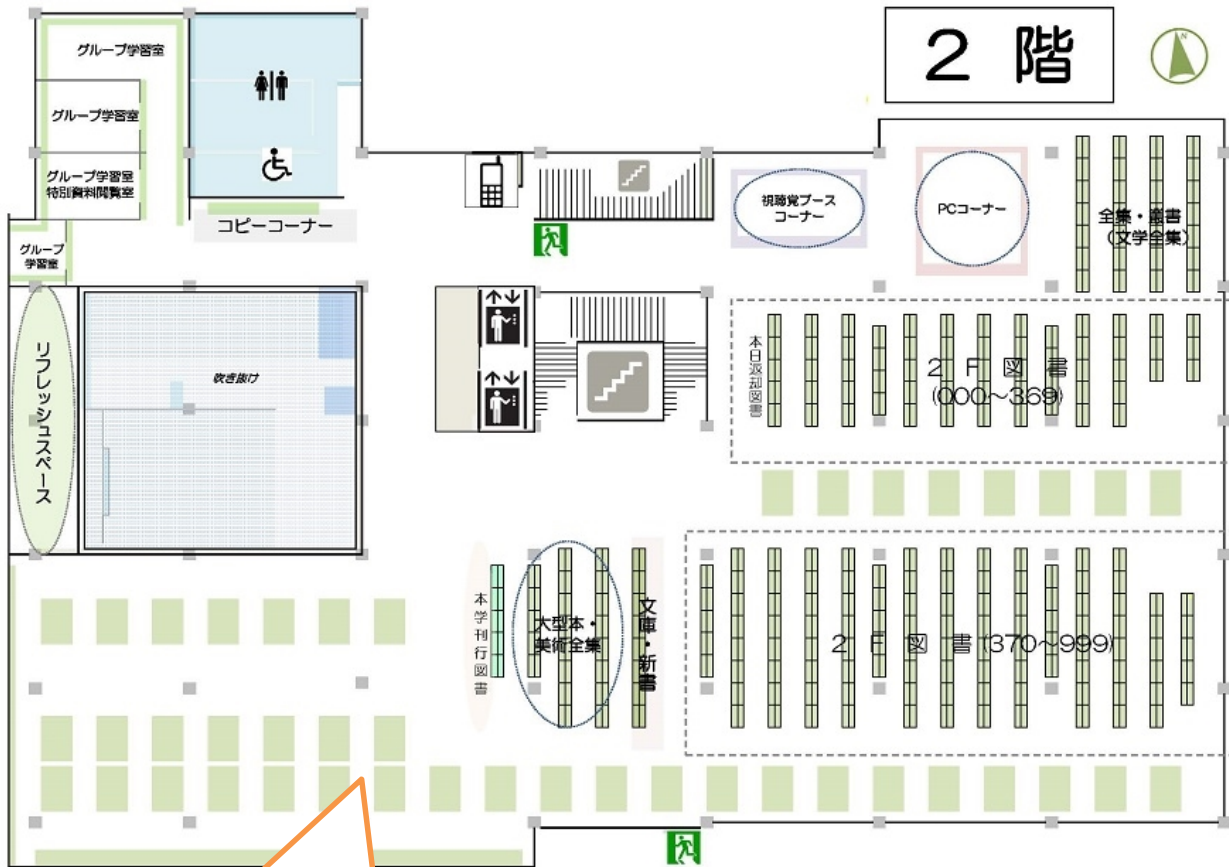 2 階
N
グループ学習室
グループ学習室
グループ学習室
特別資料閲覧室
グループ
学習室
コピーコーナー
視聴覚ブース
コーナー
PCコーナー
全集・叢書
(文学全集)
リフレッシュスペース
吹き抜け
本日返却図書
2 F 図 書
(000~369)
本学刊行図書
大型本・
美術全集
文庫・新書
2 F 図 書 (370~999)